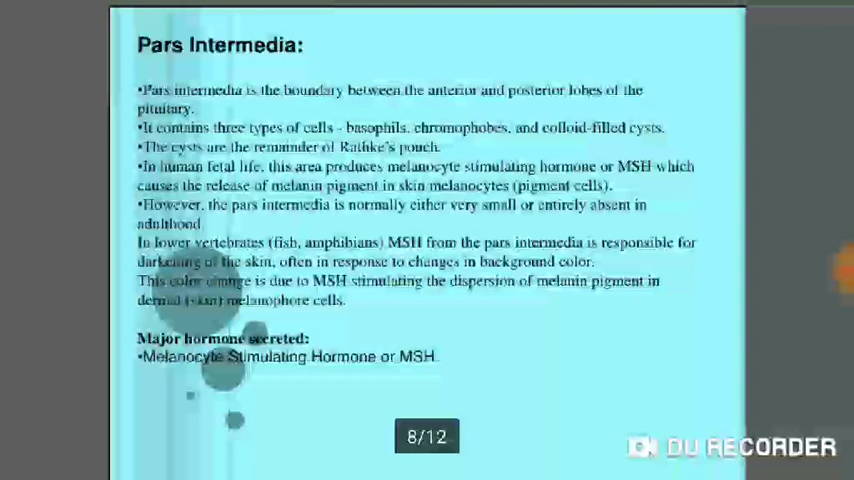 Pars Intermedia:
•Pars intermedia is the boundary between the anterior and posterior lobes of the
pituitary.
•It contains three types of cells - basophils, chromophobes, and colloid-filled cysts.
•The cysts are the remainder of Rathke's pouch.
•In human fetal life, this area produces melanocyte stimulating hormone or MSH which
causes the release of melanin pigment in skin melanocytes (pigment cells).
•However, the pars intermedia is normally either very small or entirely absent in
adulthood.
In lower vertebrates (fish, amphibians) MSH from the pars intermedia is responsible for
darkening of the skin, often in response to changes in background color.
This color change is due to MSH stimulating the dispersion of melanin pigment in
dermal (skin) melanophore cells.
Major hormone secreted:
•Melanocyte Stimulating Hormone or MSH.
8/12
DU RECORDER